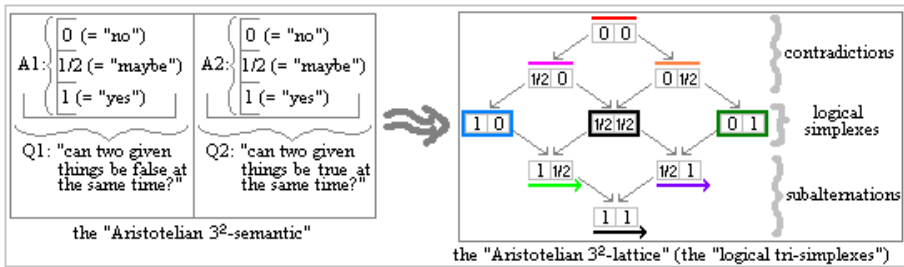 A1:
0 (= "no")
1/2 (= "maybe")
1 (= "yes")
Q1: "can two given
things be false at
the same time?"
A2:
0 (= "no")
1/2 (= "maybe")
1 (= "yes")
Q2: "can two given
things be true at
the same time?"
the "Aristotelian 3²-semantic"
0 0
contradictions
1/2 0
0 1/2
1 0
1/2 1/2
0 1
logical
simplexes
1 1/2
1/2 1
subalternations
1 1
the "Aristotelian 3²-lattice" (the "logical tri-simplexes")